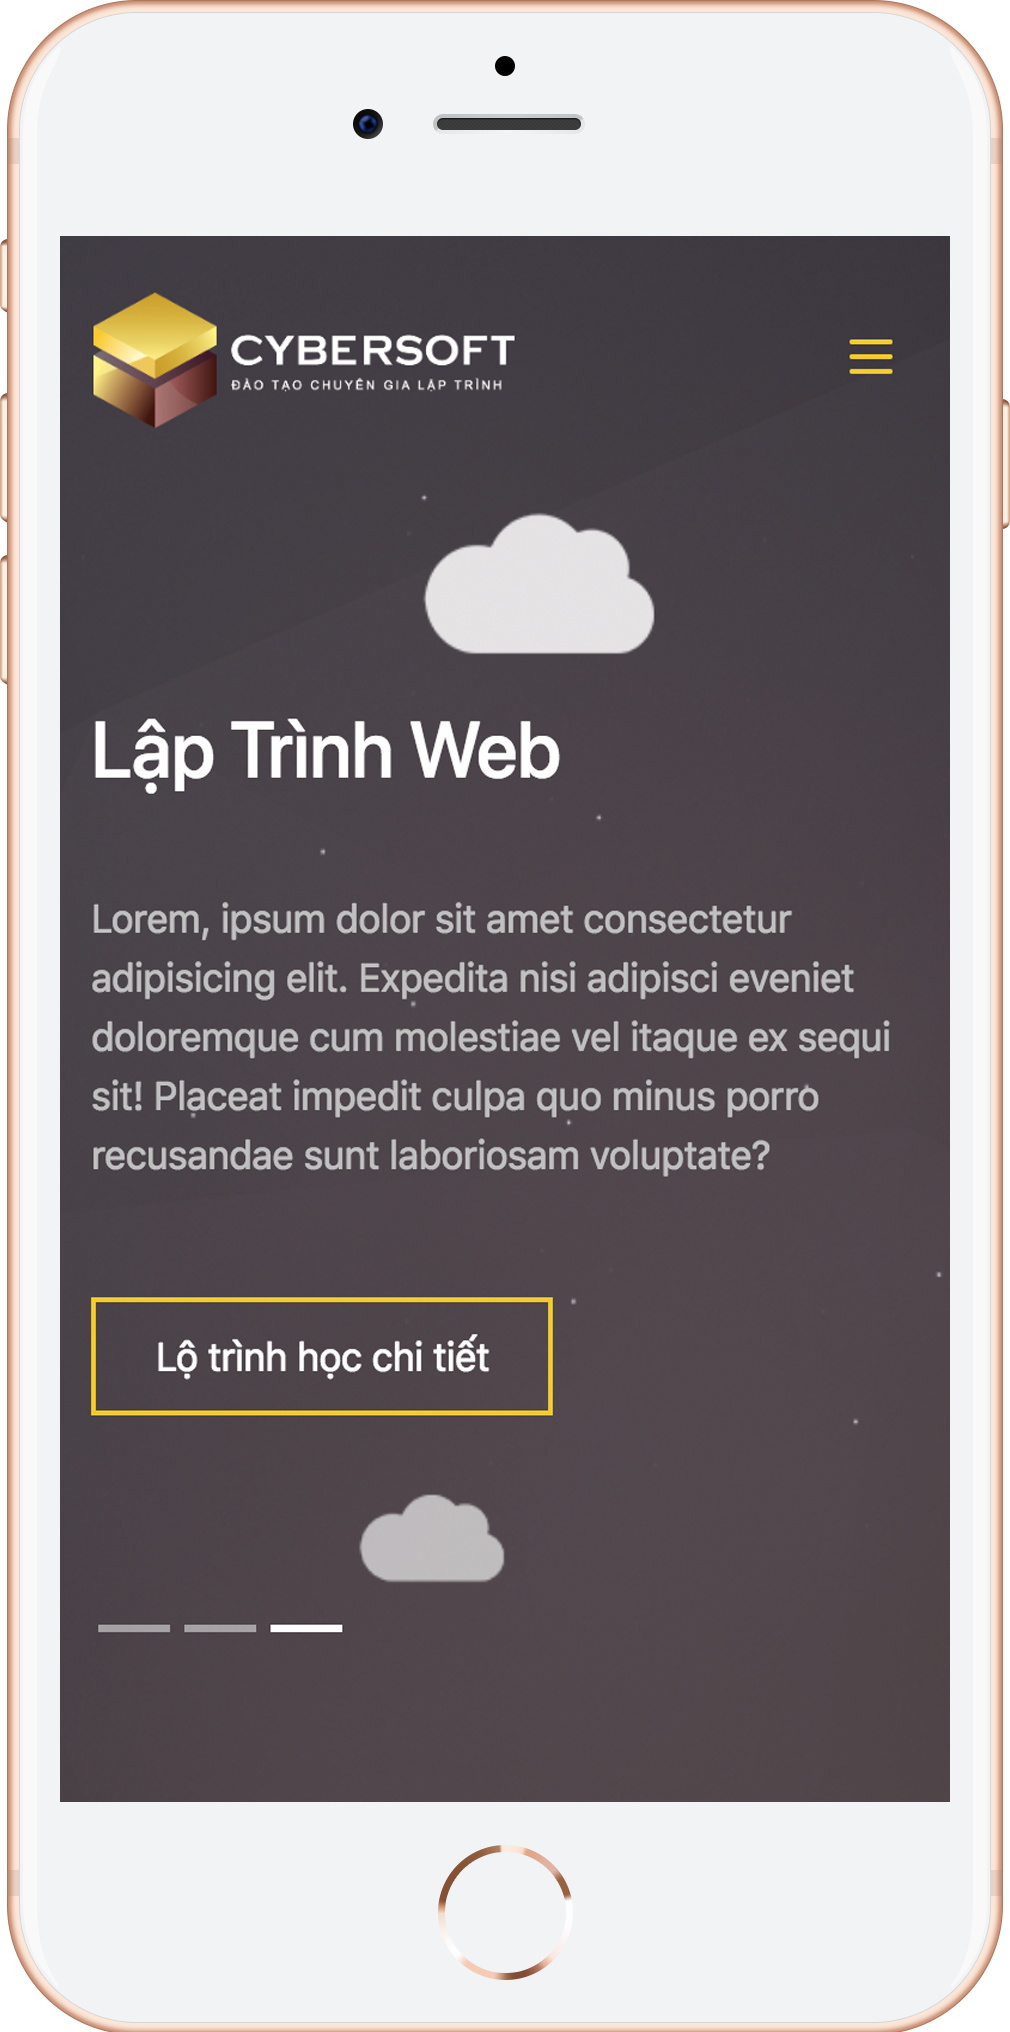 CYBERSOFT
ĐÀO TẠO CHUYÊN GIA LẬP TRÌNH
Lập Trình Web
Lorem, ipsum dolor sit amet consectetur
adipisicing elit. Expedita nisi adipisci eveniet
doloremque cum molestiae vel itaque ex sequi
sit! Placeat impedit culpa quo minus porro
recusandae sunt laboriosam voluptate?
Lộ trình học chi tiết